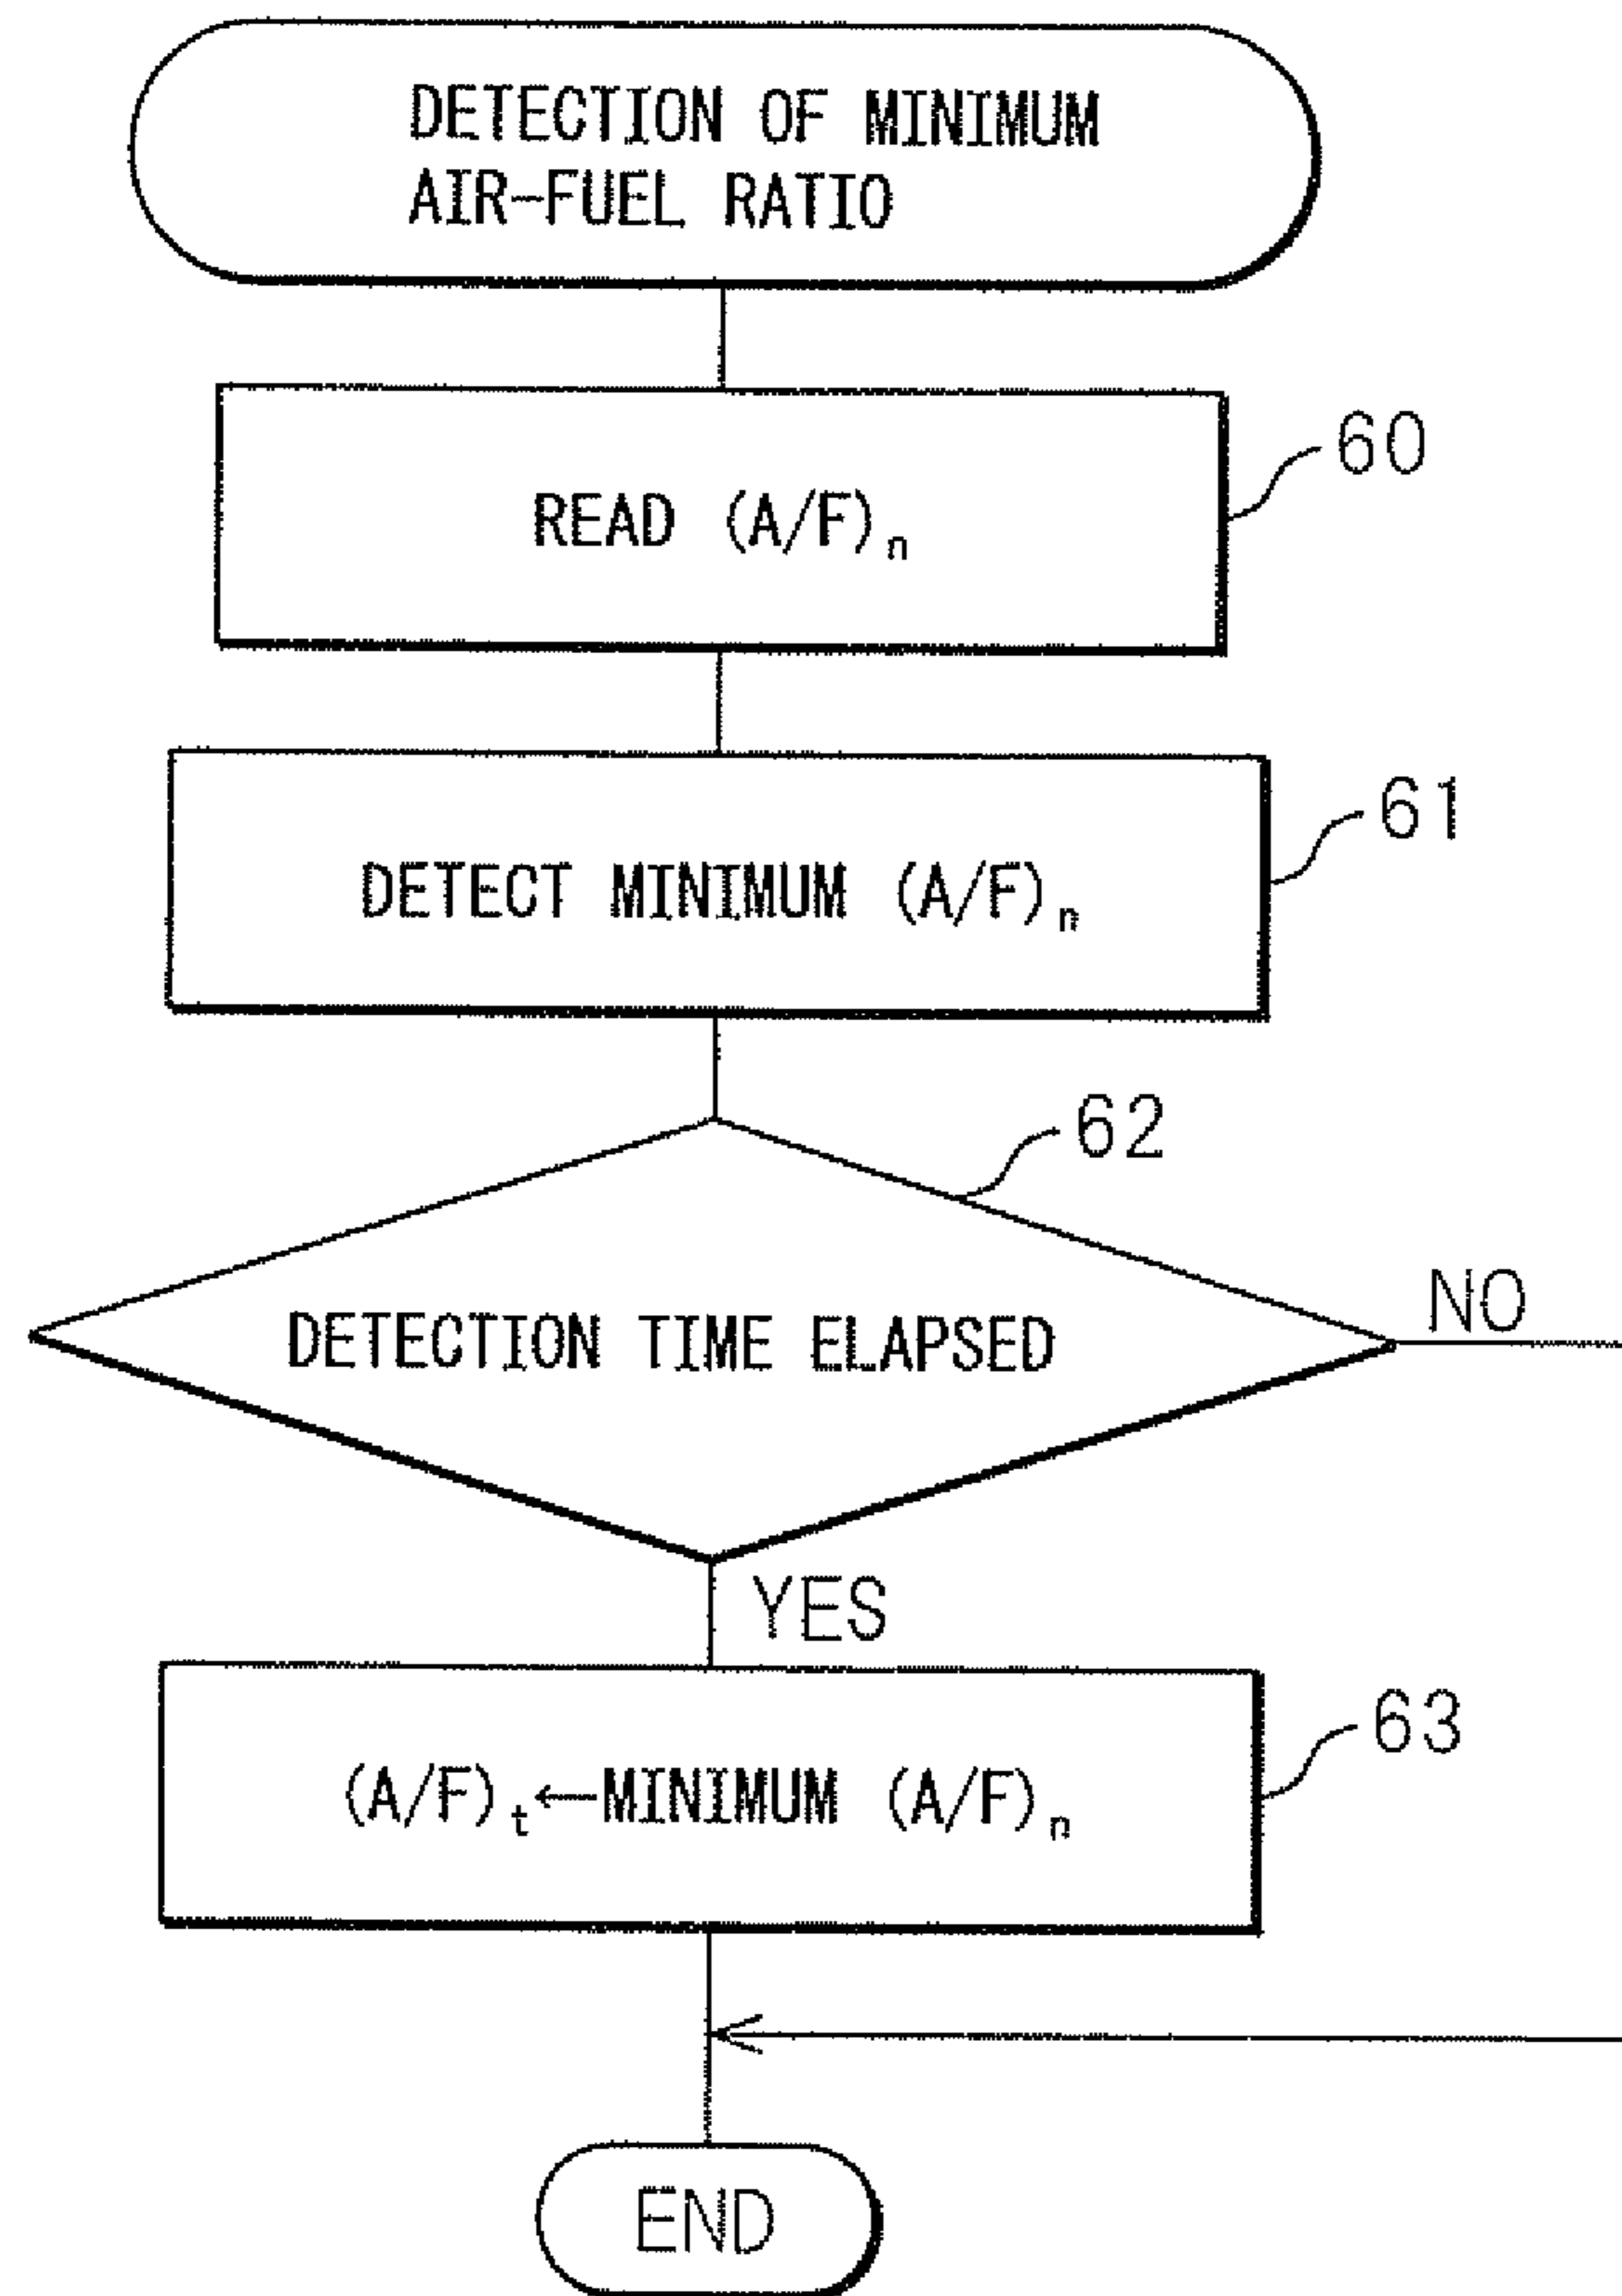 DETECTION OF MINIMUM
AIR-FUEL RATIO
60
READ (A/F)n
61
DETECT MINIMUM (A/F)n
62
DETECTION TIME ELAPSED
NO
YES
63
(A/F)t←MINIMUM (A/F)n
END